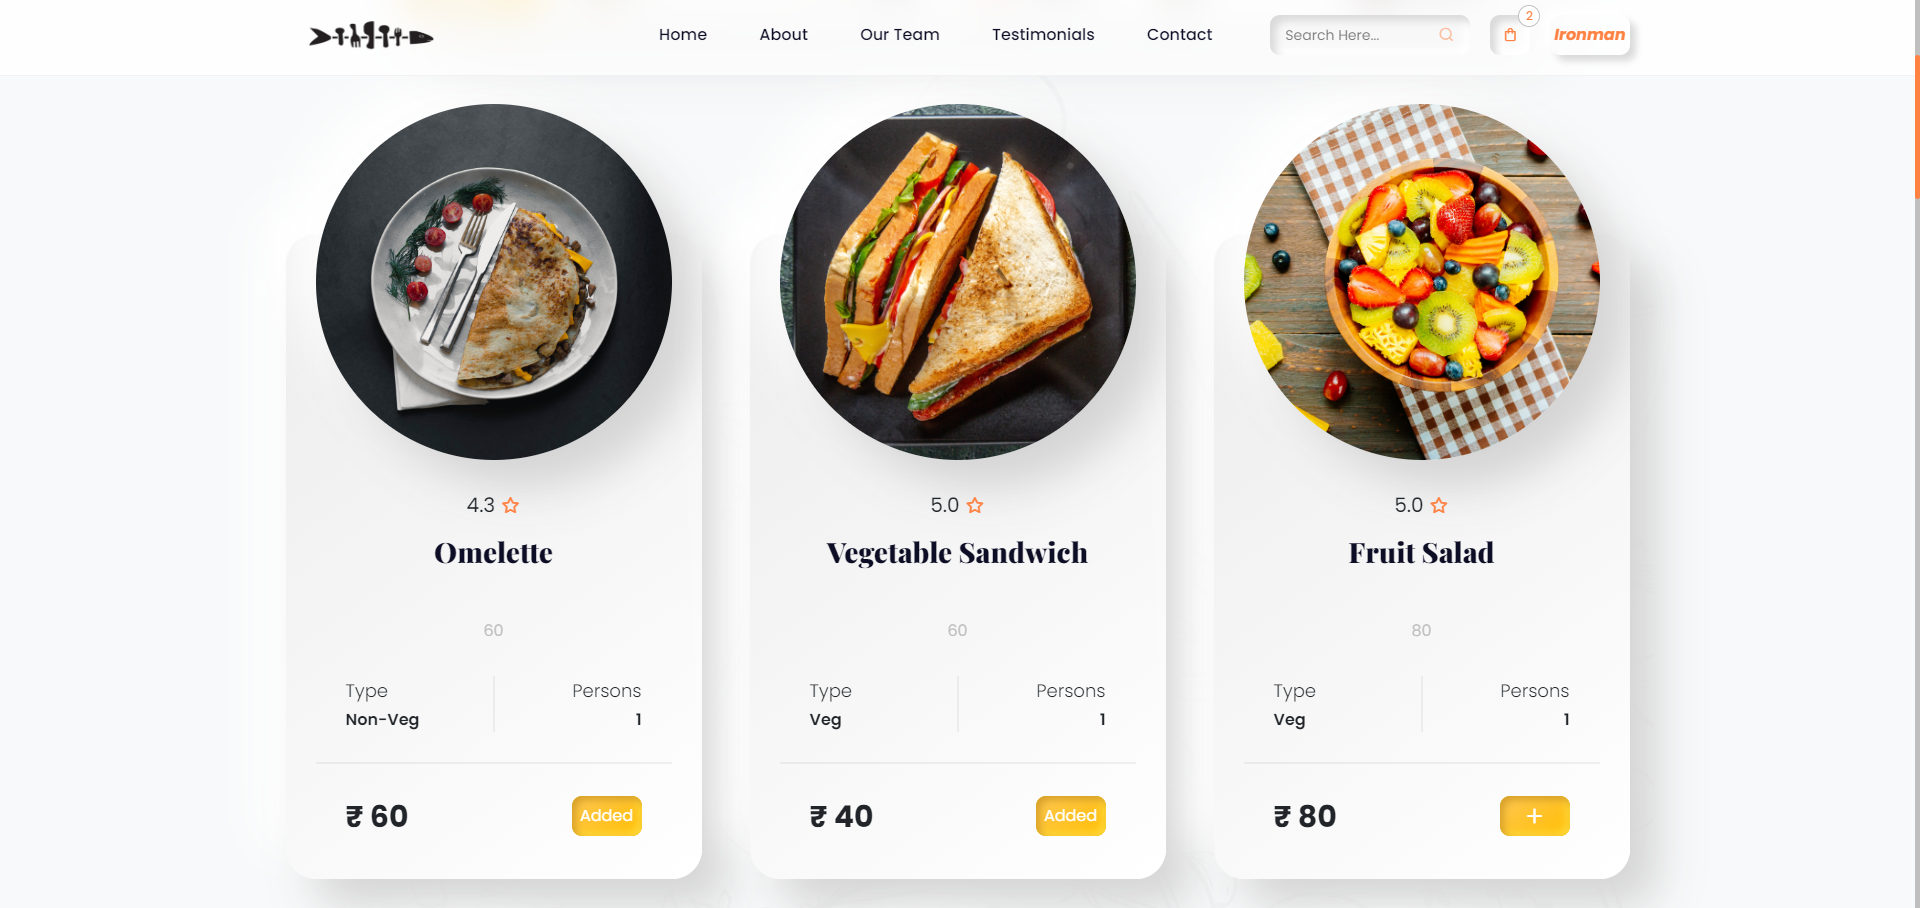 Home
About
Our Team
Testimonials
Contact
Search Here...
2
Ironman
4.3
Omelette
60
Type
Persons
Non-Veg
1
₹ 60
Added
5.0
Vegetable Sandwich
60
Type
Persons
Veg
1
₹ 40
Added
5.0
Fruit Salad
80
Type
Persons
Veg
1
₹ 80
+